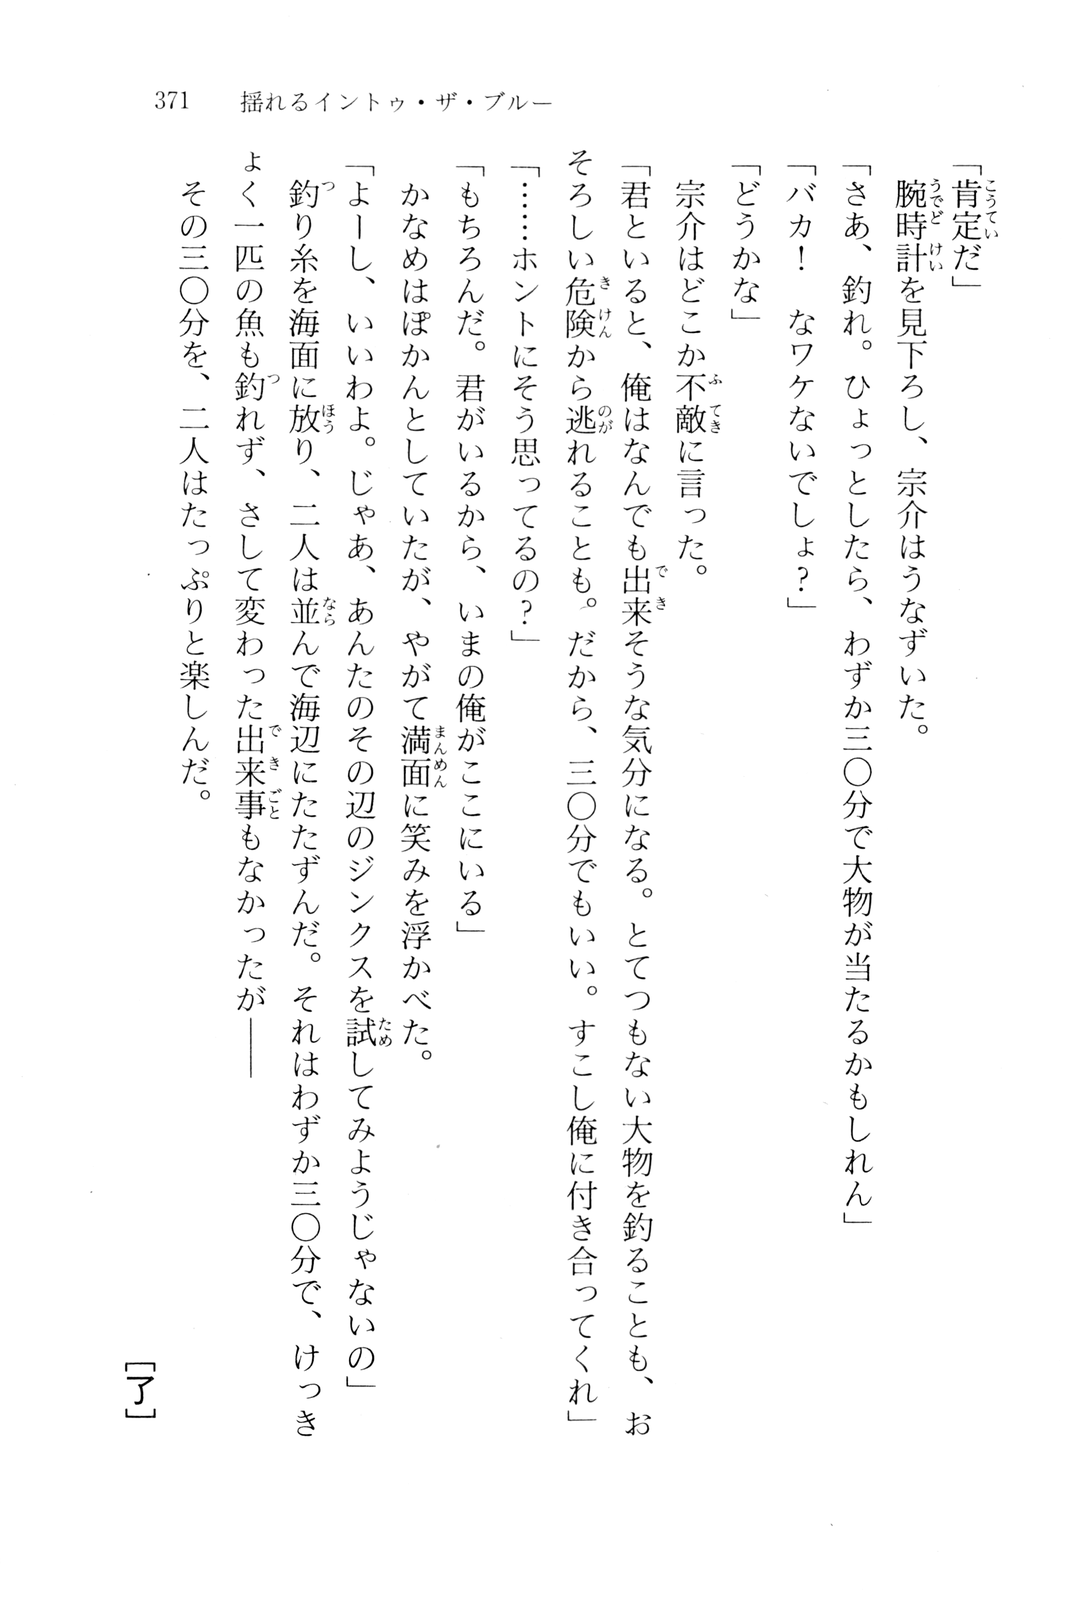 371　揺れるイントゥ・ザ・ブルー
「肯定だ」
　腕時計を見下ろし、宗介はうなずいた。
「さあ、釣れ。ひょっとしたら、わずか三〇分で大物が当たるかもしれん」
「バカ！　なワケないでしょ？」
「どうかな」
　宗介はどこか不敵に言った。
「君といると、俺はなんでも出来そうな気分になる。とてつもない大物を釣ることも、お
そろしい危険から逃れることも。だから、三〇分でもいい。すこし俺に付き合ってくれ」
「……ホントにそう思ってるの？」
「もちろんだ。君がいるから、いまの俺がここにいる」
　かなめはぽかんとしていたが、やがて満面に笑みを浮かべた。
「よーし、いいわよ。じゃあ、あんたのその辺のジンクスを試してみようじゃないの」
　釣り糸を海面に放り、二人は並んで海辺にたたずんだ。それはわずか三〇分で、けっき
ょく一匹の魚も釣れず、さして変わった出来事もなかったが――
　その三〇分を、二人はたっぷりと楽しんだ。
［了］